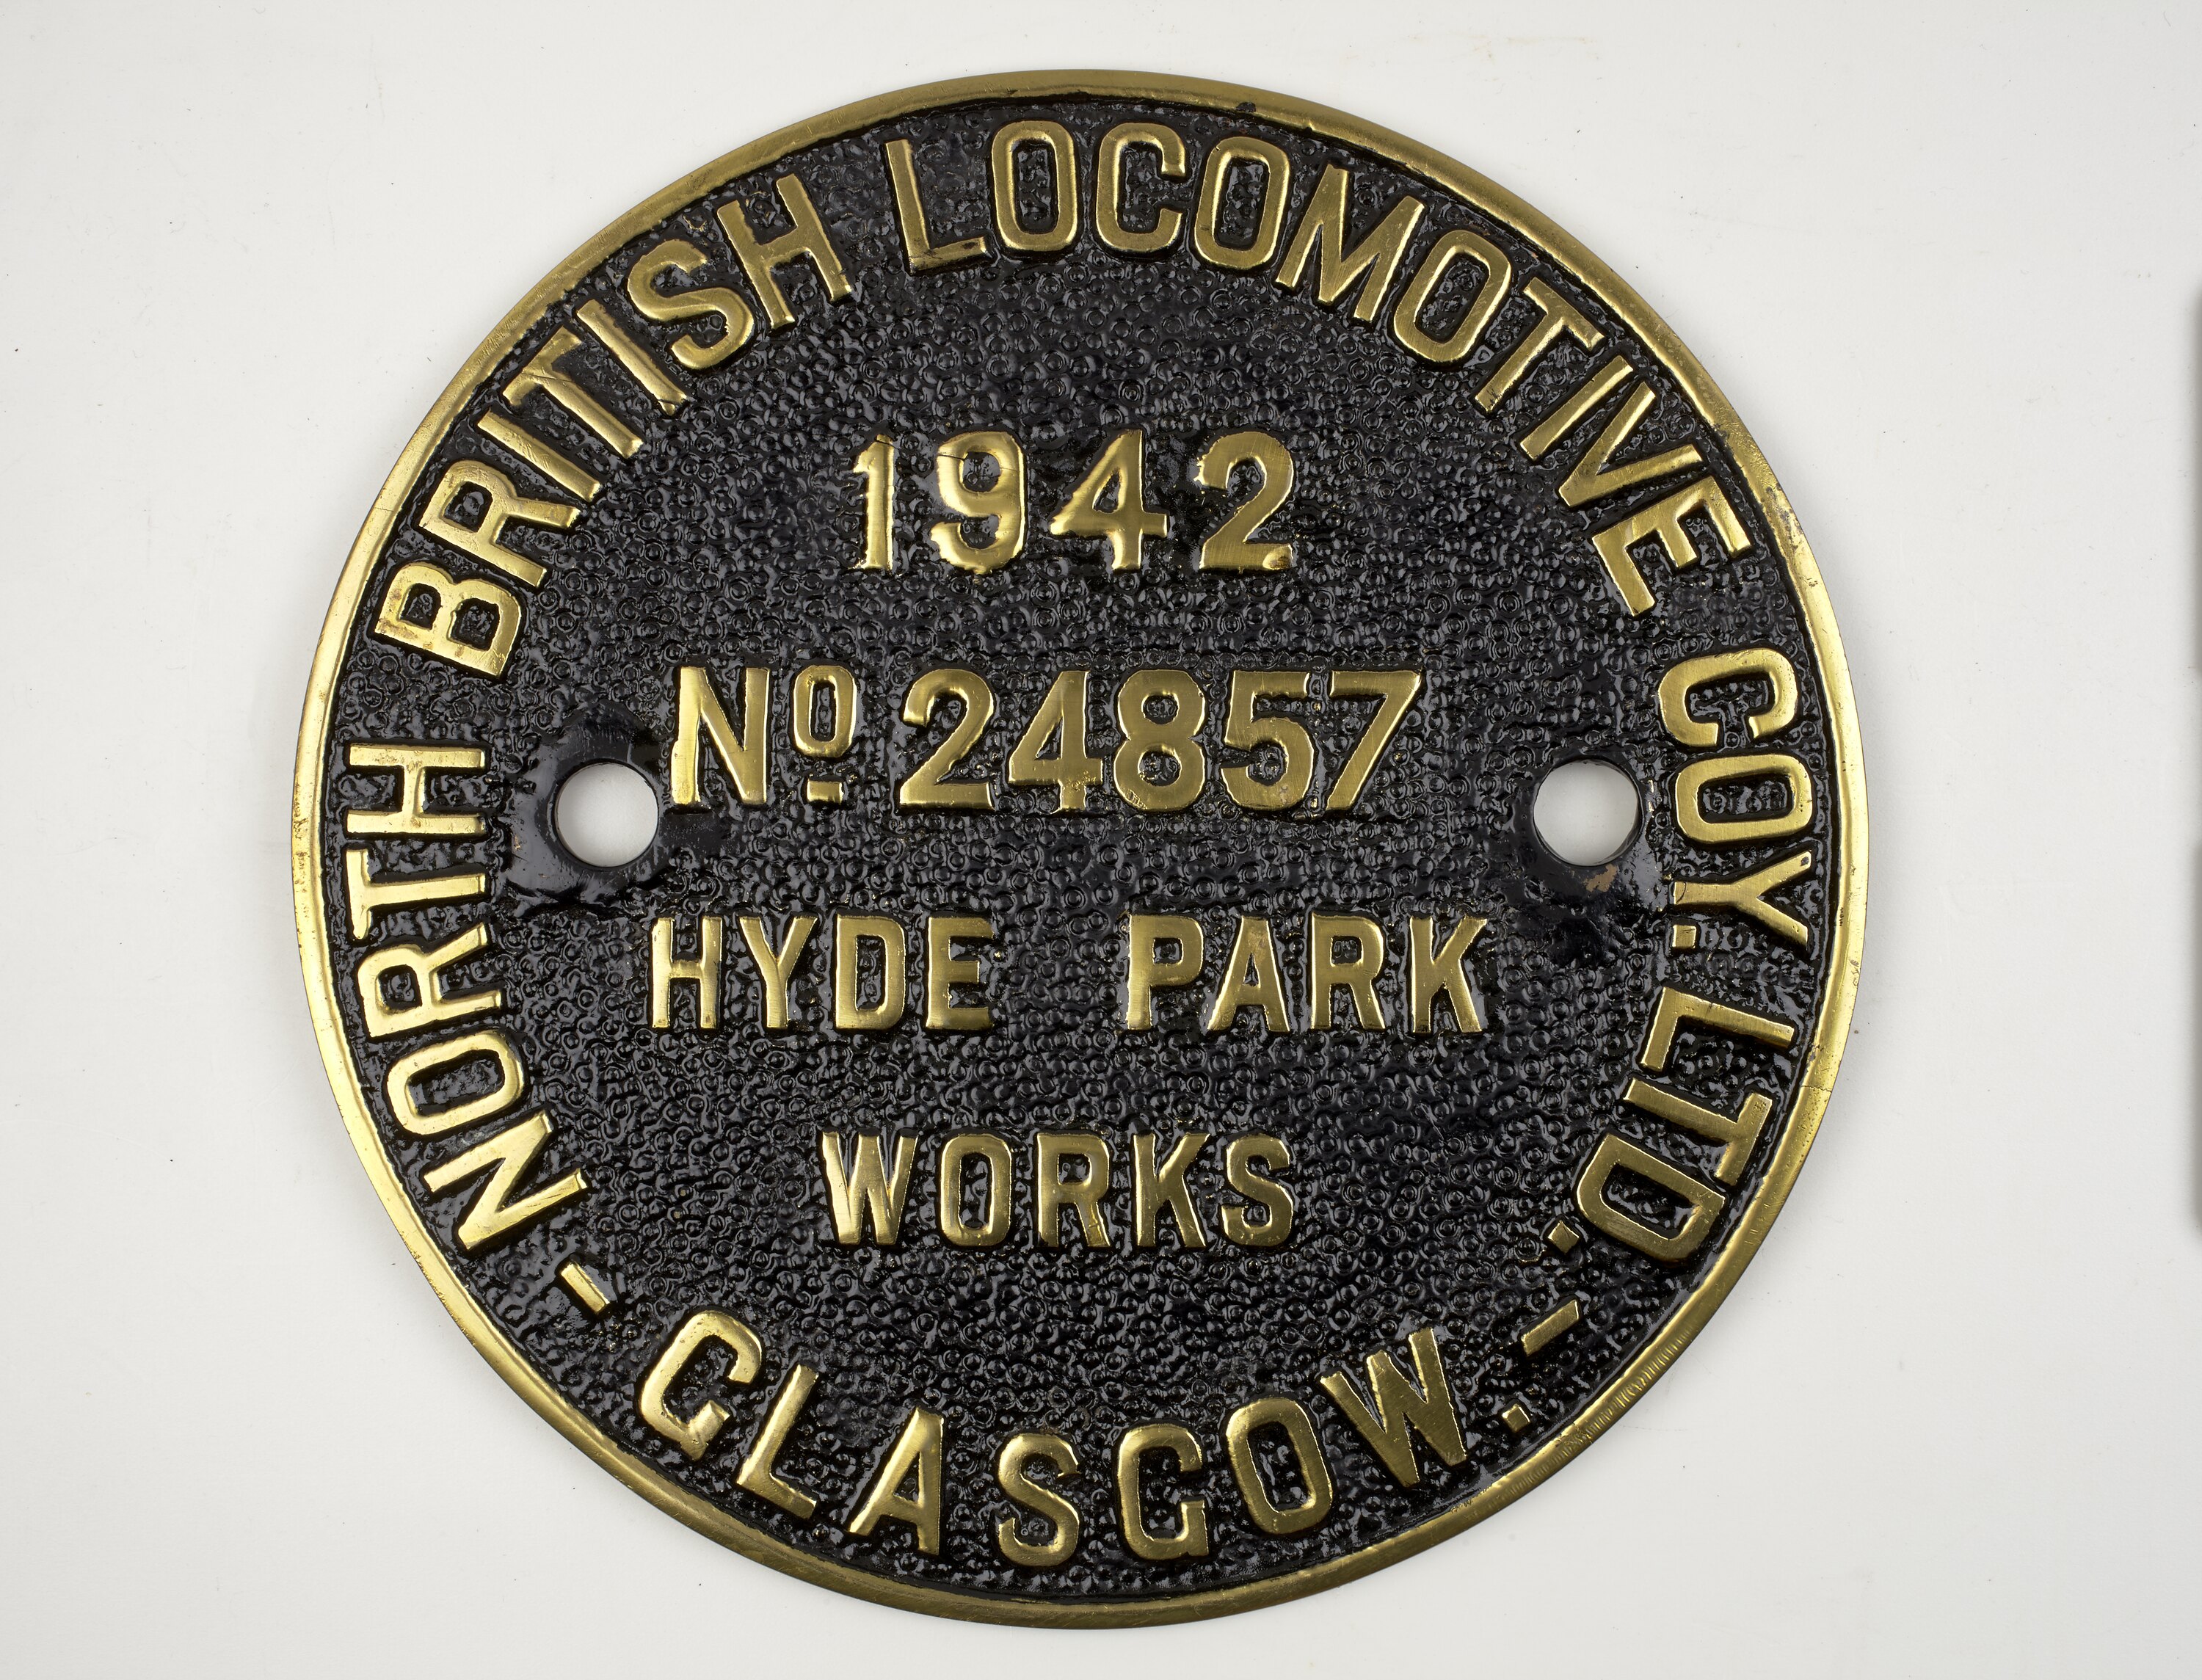 NORTH BRITISH LOCOMOTIVE COY. LTD.
1942
Nº 24857
HYDE PARK
WORKS
- GLASGOW. -